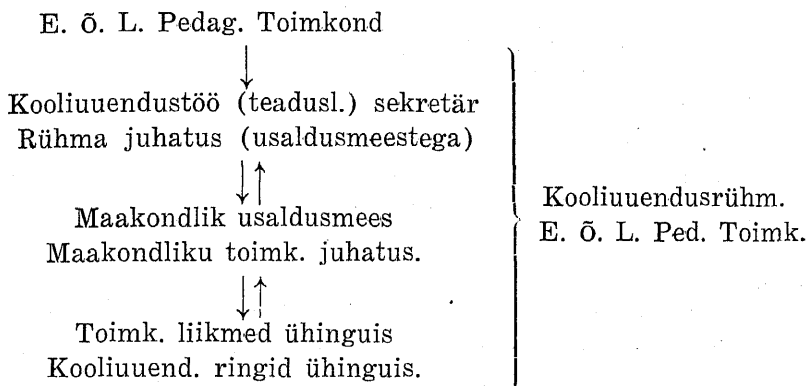 E. õ. L. Pedag. Toimkond
Kooliuuendustöö (teadusl.) sekretär
Rühma juhatus (usaldusmeestega)
Maakondlik usaldusmees
Maakondliku toimk. juhatus.
Toimk. liikmed ühinguis
Kooliuuend. ringid ühinguis.
Kooliuuendusrühm.
E. õ. L. Ped. Toimk.